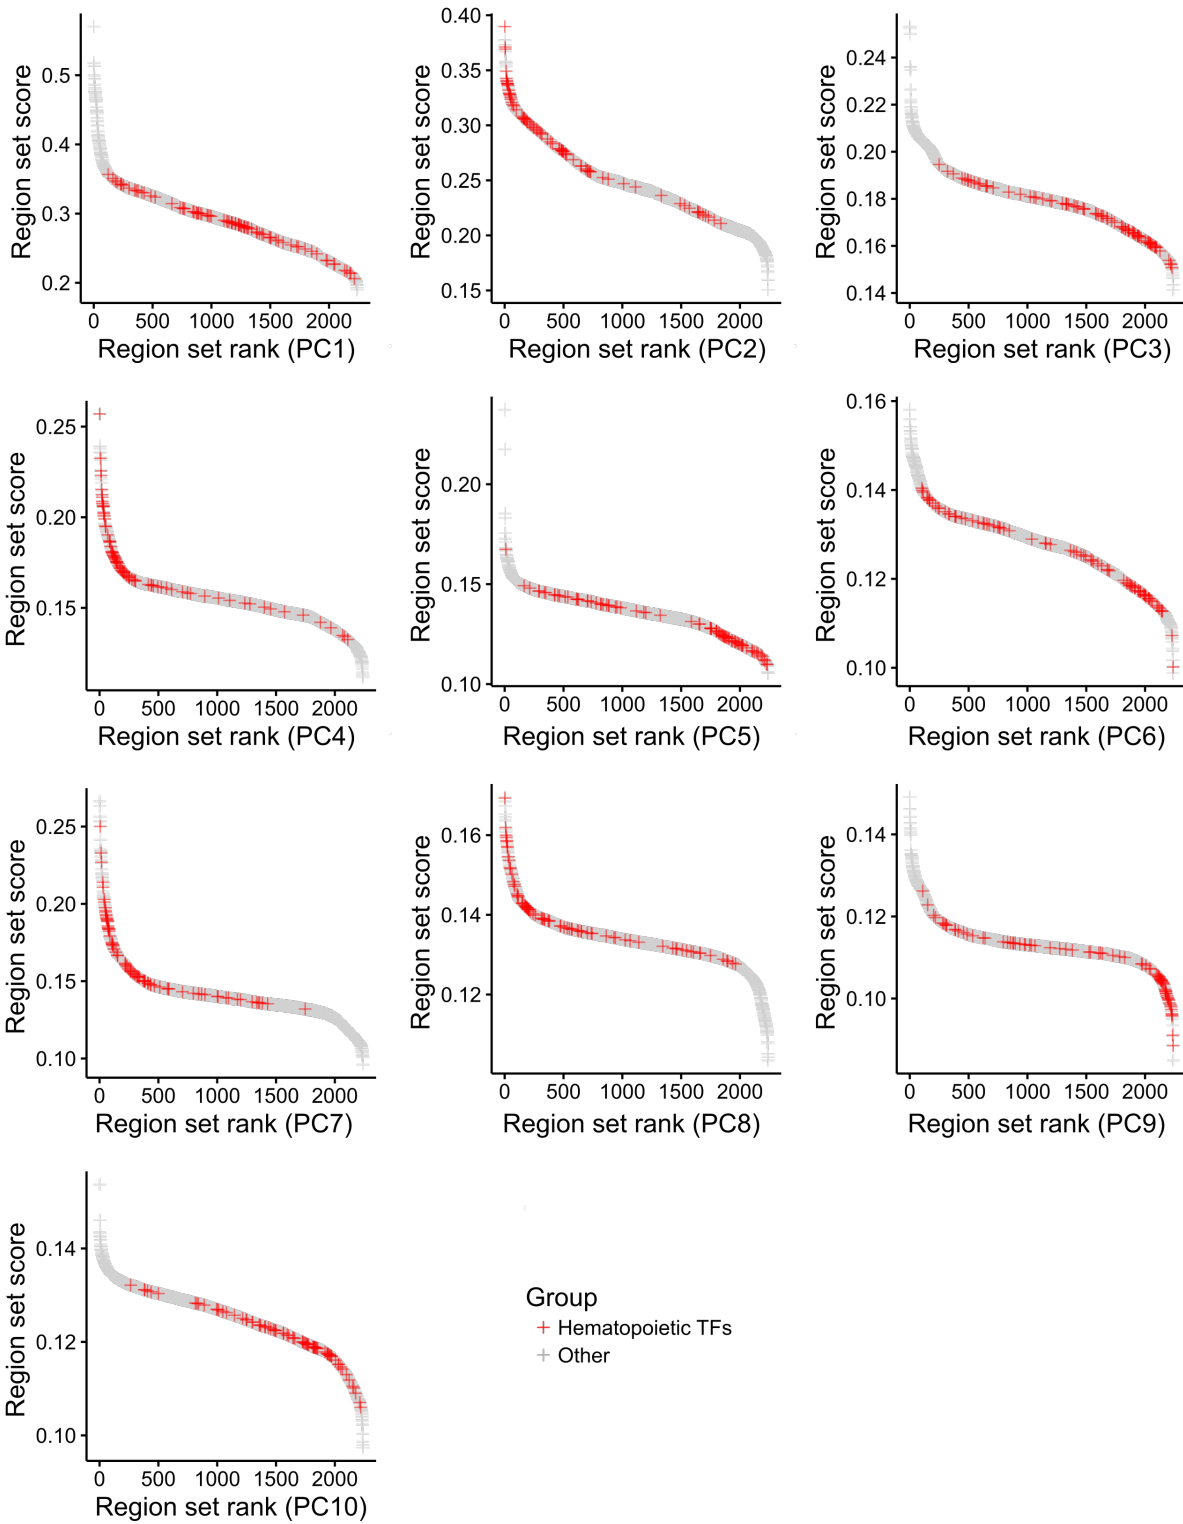 Region set score
0.5
0.4
0.3
0.2
0 500 1000 1500 2000
Region set rank (PC1)
Region set score
0.40
0.35
0.30
0.25
0.20
0.15
0 500 1000 1500 2000
Region set rank (PC2)
Region set score
0.24
0.22
0.20
0.18
0.16
0.14
0 500 1000 1500 2000
Region set rank (PC3)
Region set score
0.25
0.20
0.15
0 500 1000 1500 2000
Region set rank (PC4)
Region set score
0.20
0.15
0.10
0 500 1000 1500 2000
Region set rank (PC5)
Region set score
0.16
0.14
0.12
0.10
0 500 1000 1500 2000
Region set rank (PC6)
Region set score
0.25
0.20
0.15
0.10
0 500 1000 1500 2000
Region set rank (PC7)
Region set score
0.16
0.14
0.12
0 500 1000 1500 2000
Region set rank (PC8)
Region set score
0.14
0.12
0.10
0 500 1000 1500 2000
Region set rank (PC9)
Region set score
0.14
0.12
0.10
0 500 1000 1500 2000
Region set rank (PC10)
Group
Hematopoietic TFs
Other